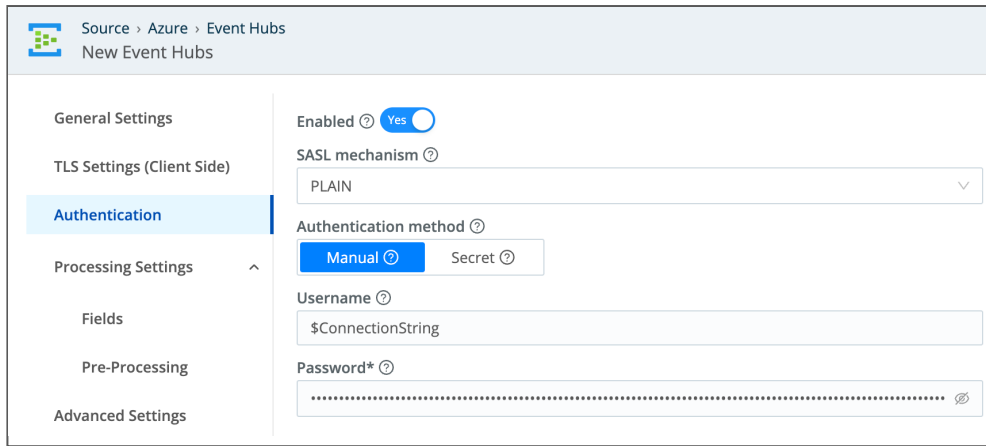 Source › Azure › Event Hubs
New Event Hubs
General Settings
TLS Settings (Client Side)
Authentication
Processing Settings
Fields
Pre-Processing
Advanced Settings
Enabled ? Yes
SASL mechanism ?
PLAIN
Authentication method ?
Manual ? Secret ?
Username ?
$ConnectionString
Password* ?